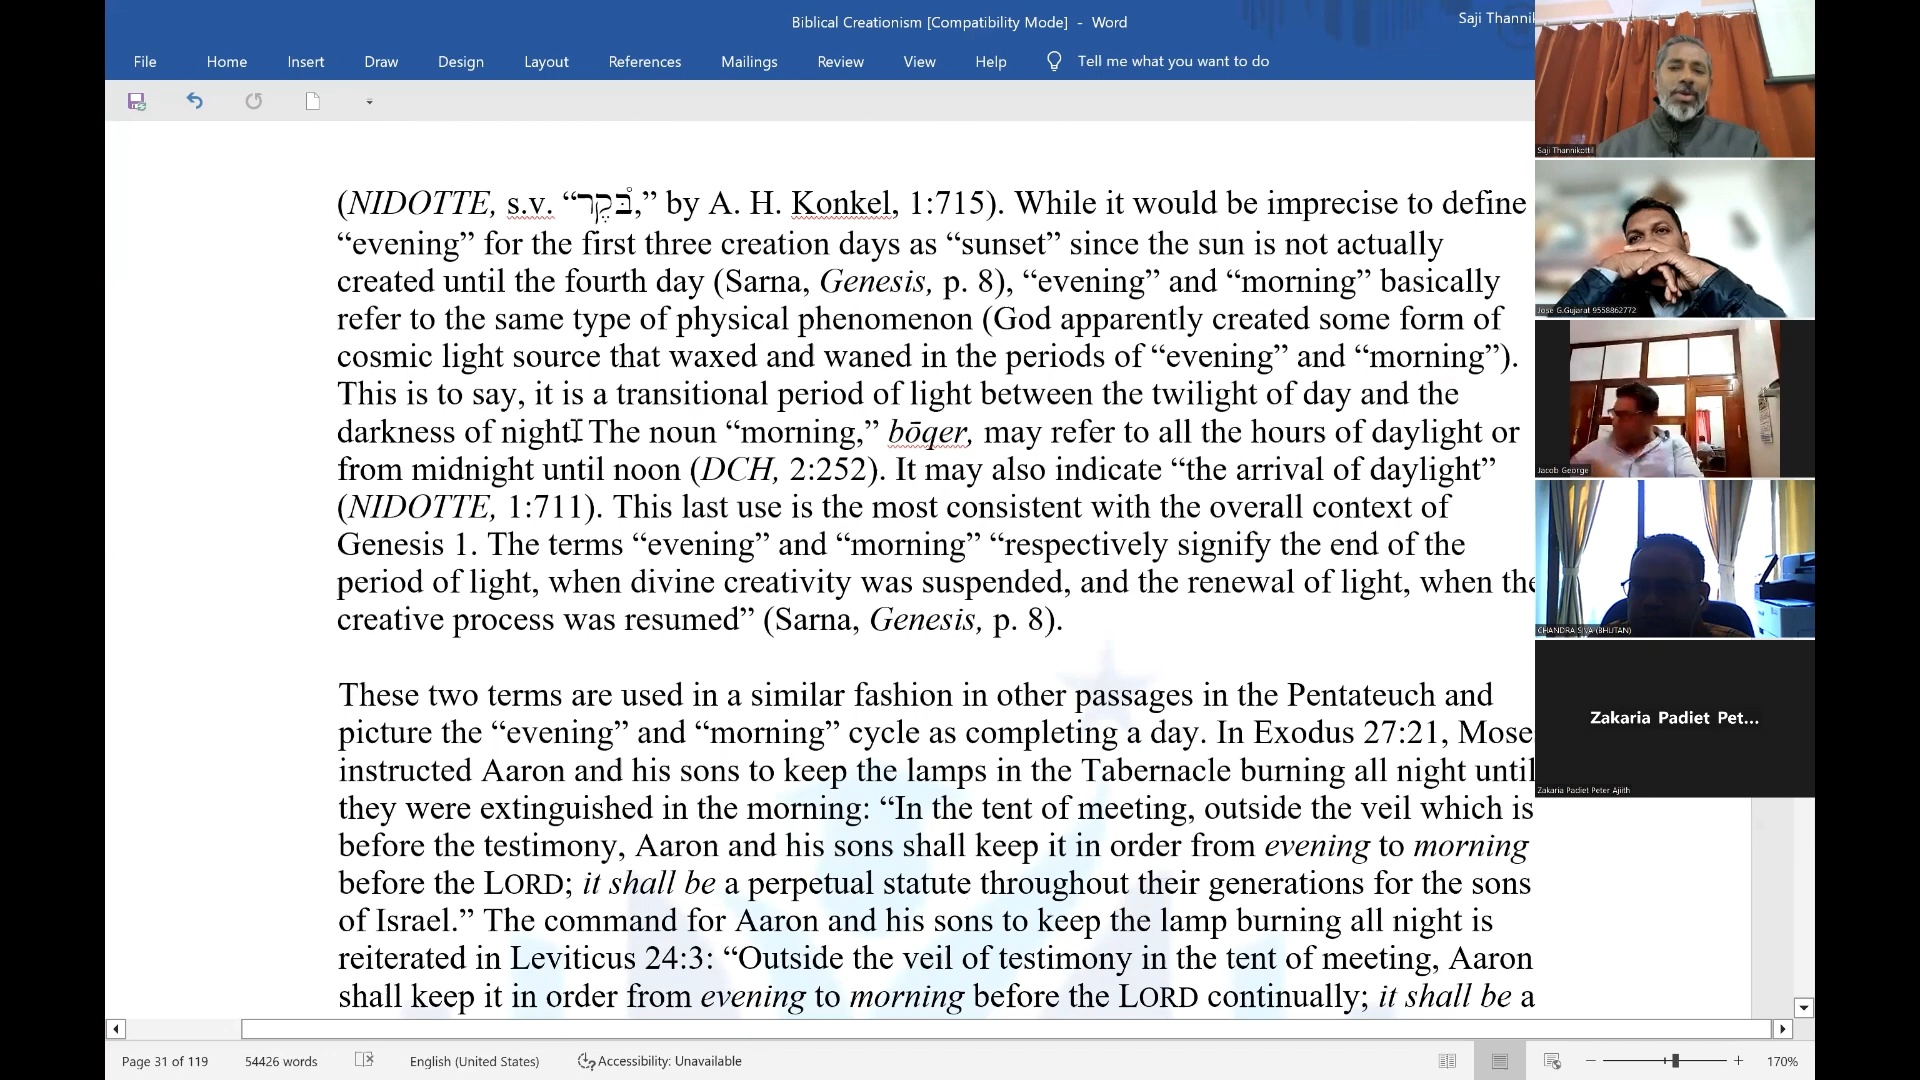 Biblical Creationism [Compatibility Mode] - Word
Saji Thannik
File Home Insert Draw Design Layout References Mailings Review View Help Tell me what you want to do
(NIDOTTE, s.v. “בֹּ֫קֶר,” by A. H. Konkel, 1:715). While it would be imprecise to define
“evening” for the first three creation days as “sunset” since the sun is not actually
created until the fourth day (Sarna, Genesis, p. 8), “evening” and “morning” basically
refer to the same type of physical phenomenon (God apparently created some form of
cosmic light source that waxed and waned in the periods of “evening” and “morning”).
This is to say, it is a transitional period of light between the twilight of day and the
darkness of night. The noun “morning,” bōqer, may refer to all the hours of daylight or
from midnight until noon (DCH, 2:252). It may also indicate “the arrival of daylight”
(NIDOTTE, 1:711). This last use is the most consistent with the overall context of
Genesis 1. The terms “evening” and “morning” “respectively signify the end of the
period of light, when divine creativity was suspended, and the renewal of light, when the
creative process was resumed” (Sarna, Genesis, p. 8).
These two terms are used in a similar fashion in other passages in the Pentateuch and
picture the “evening” and “morning” cycle as completing a day. In Exodus 27:21, Mose
instructed Aaron and his sons to keep the lamps in the Tabernacle burning all night until
they were extinguished in the morning: “In the tent of meeting, outside the veil which is
before the testimony, Aaron and his sons shall keep it in order from evening to morning
before the LORD; it shall be a perpetual statute throughout their generations for the sons
of Israel.” The command for Aaron and his sons to keep the lamp burning all night is
reiterated in Leviticus 24:3: “Outside the veil of testimony in the tent of meeting, Aaron
shall keep it in order from evening to morning before the LORD continually; it shall be a
Saji Thannikottil
Jose G.Gujarat 9558862772
Jacob George
CHANDRA SIVA (BHUTAN)
Zakaria Padiet Pet...
Zakaria Padiet Peter Ajiith
Page 31 of 119 54426 words English (United States) Accessibility: Unavailable 170%